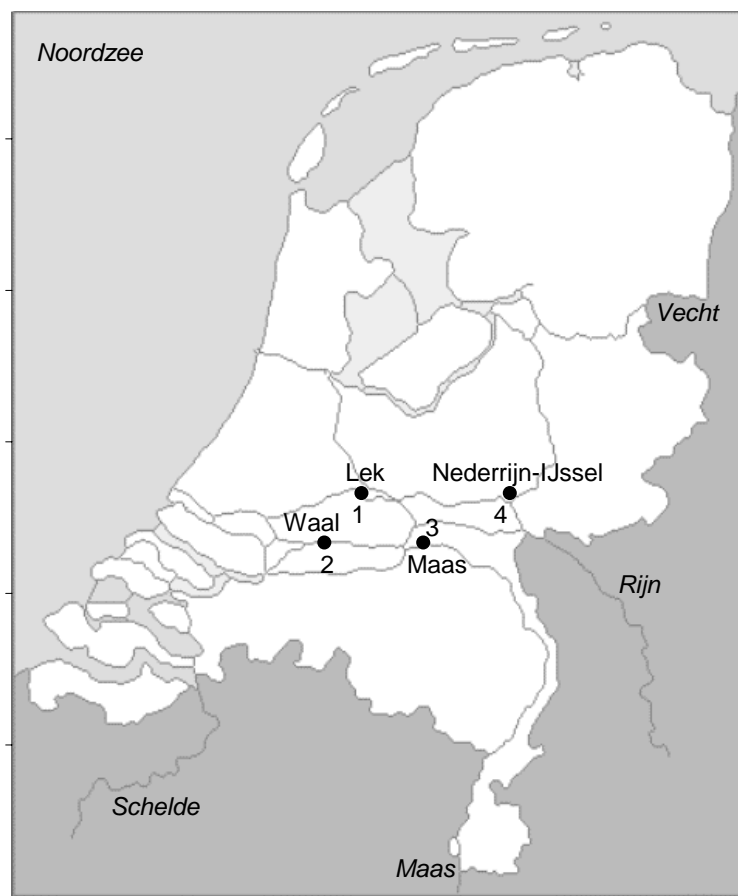 Noordzee
Vecht
Lek
Nederrijn-IJssel
1
4
Waal
3
2
Maas
Rijn
Schelde
Maas